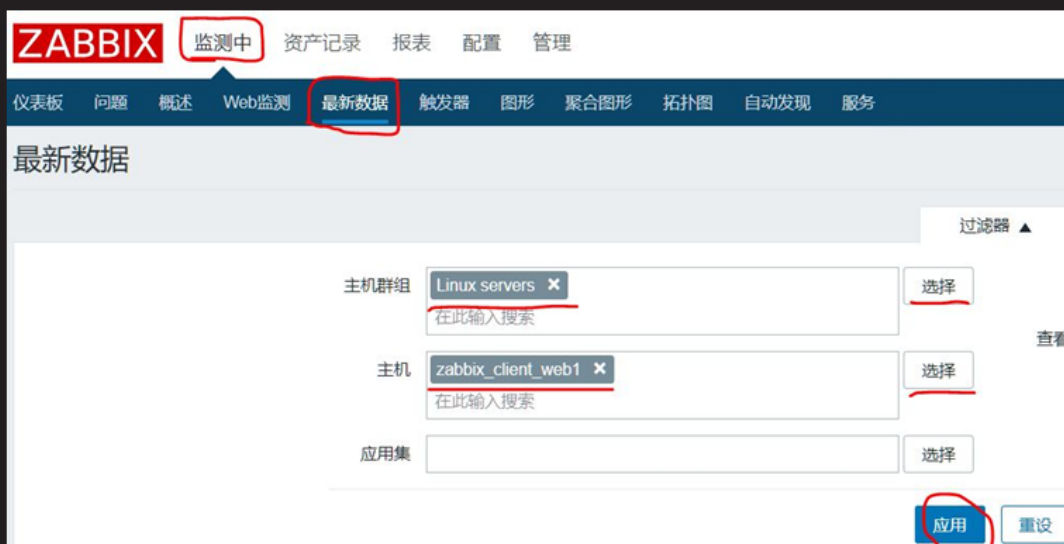 ZABBIX 监测中 资产记录 报表 配置 管理
仪表板 问题 概述 Web监测 最新数据 触发器 图形 聚合图形 拓扑图 自动发现 服务
最新数据
过滤器 ▲
主机群组 Linux servers × 选择
在此输入搜索
查看
主机 zabbix_client_web1 × 选择
在此输入搜索
应用集 选择
应用 重设